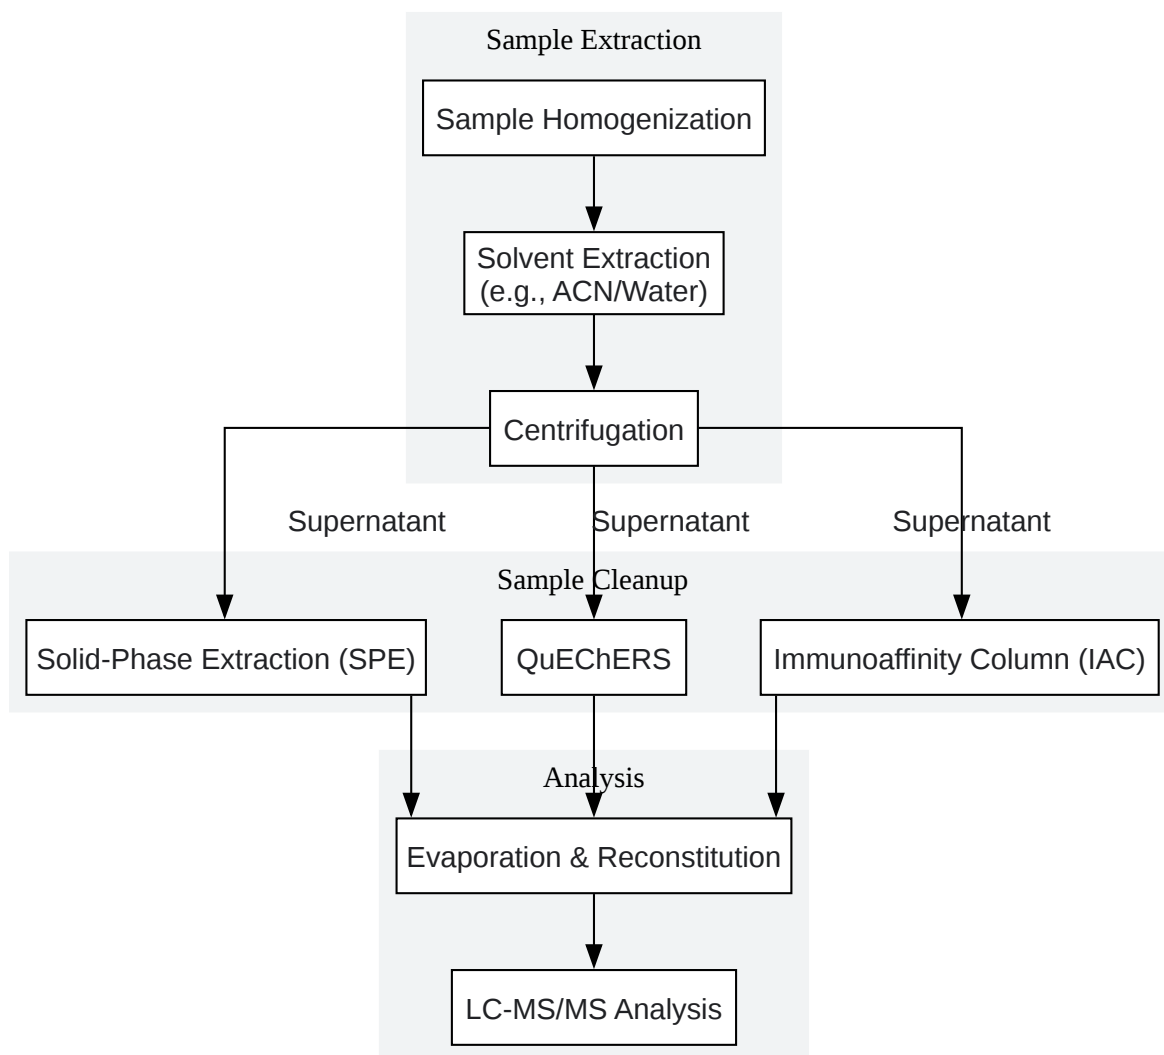 Sample Extraction
Sample Homogenization
Solvent Extraction
(e.g., ACN/Water)
Centrifugation
Supernatant
Supernatant
Supernatant
Sample Cleanup
Solid-Phase Extraction (SPE)
QuEChERS
Immunoaffinity Column (IAC)
Analysis
Evaporation & Reconstitution
LC-MS/MS Analysis